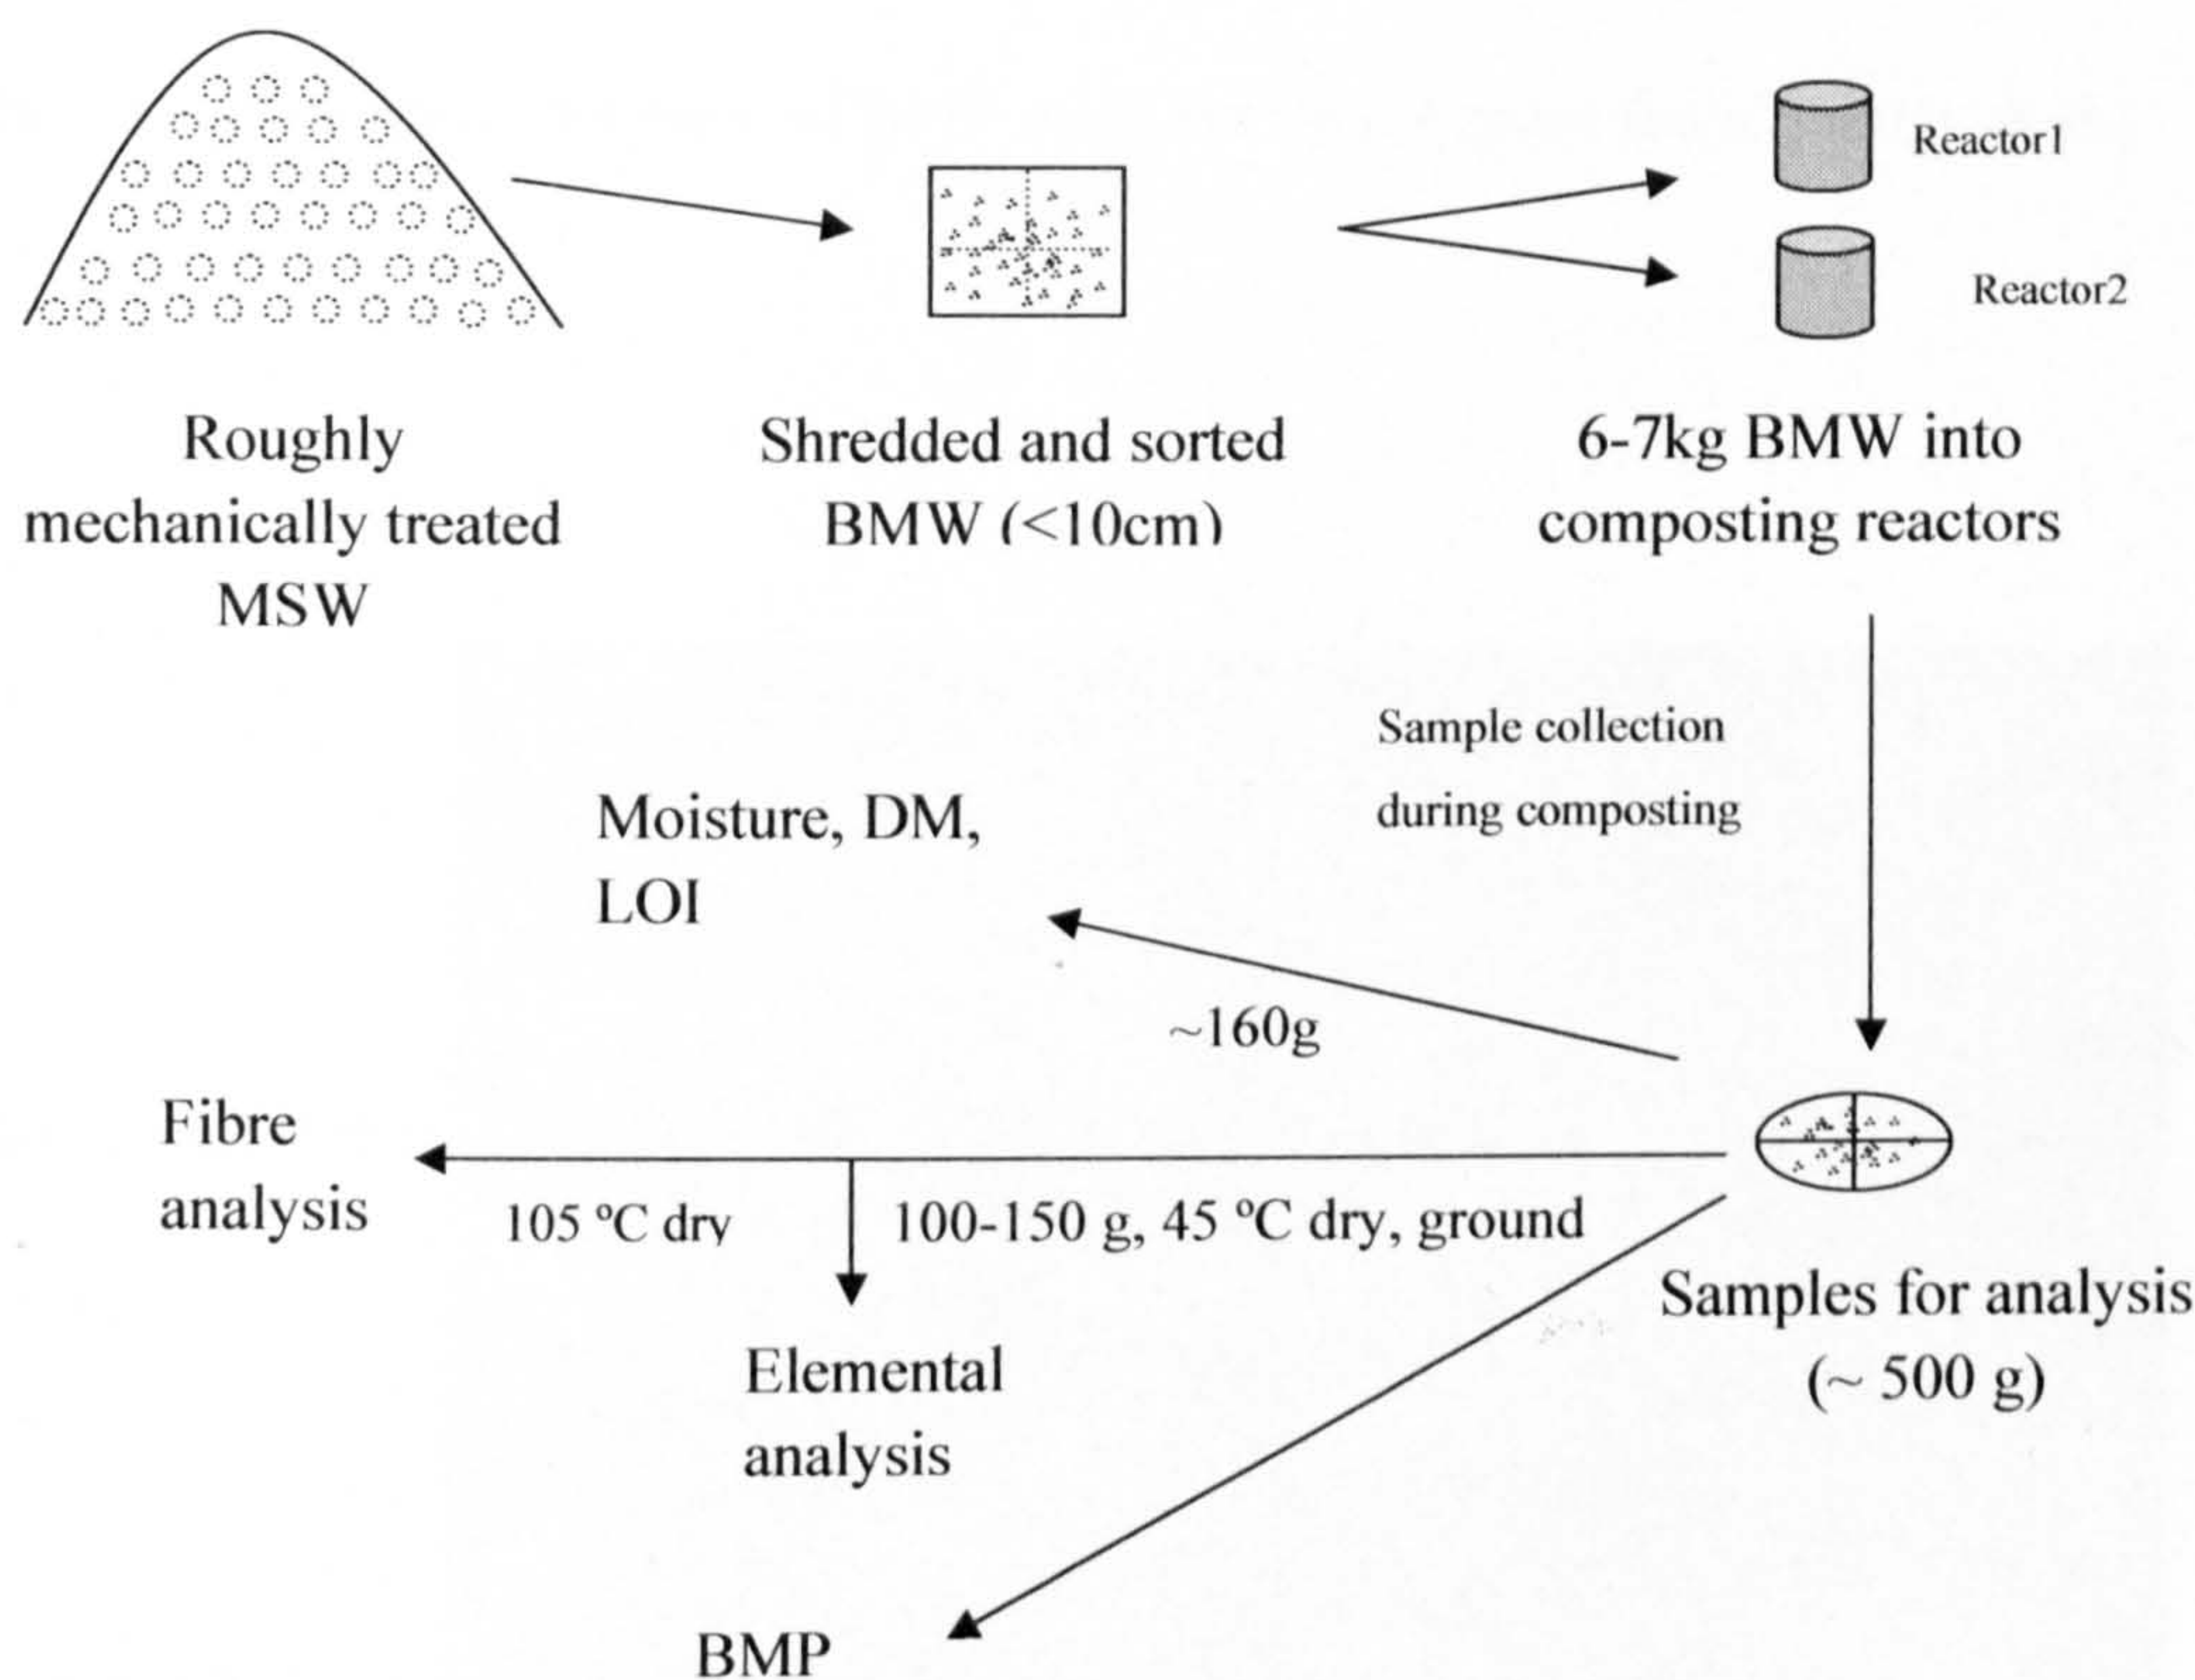 Reactor1
Reactor2
Roughly
mechanically treated
MSW
Shredded and sorted
BMW (<10cm)
6-7kg BMW into
composting reactors
Sample collection
during composting
Moisture, DM,
LOI
~160g
Fibre
analysis
105 ºC dry
100-150 g, 45 ºC dry, ground
Samples for analysis
(~ 500 g)
Elemental
analysis
BMP